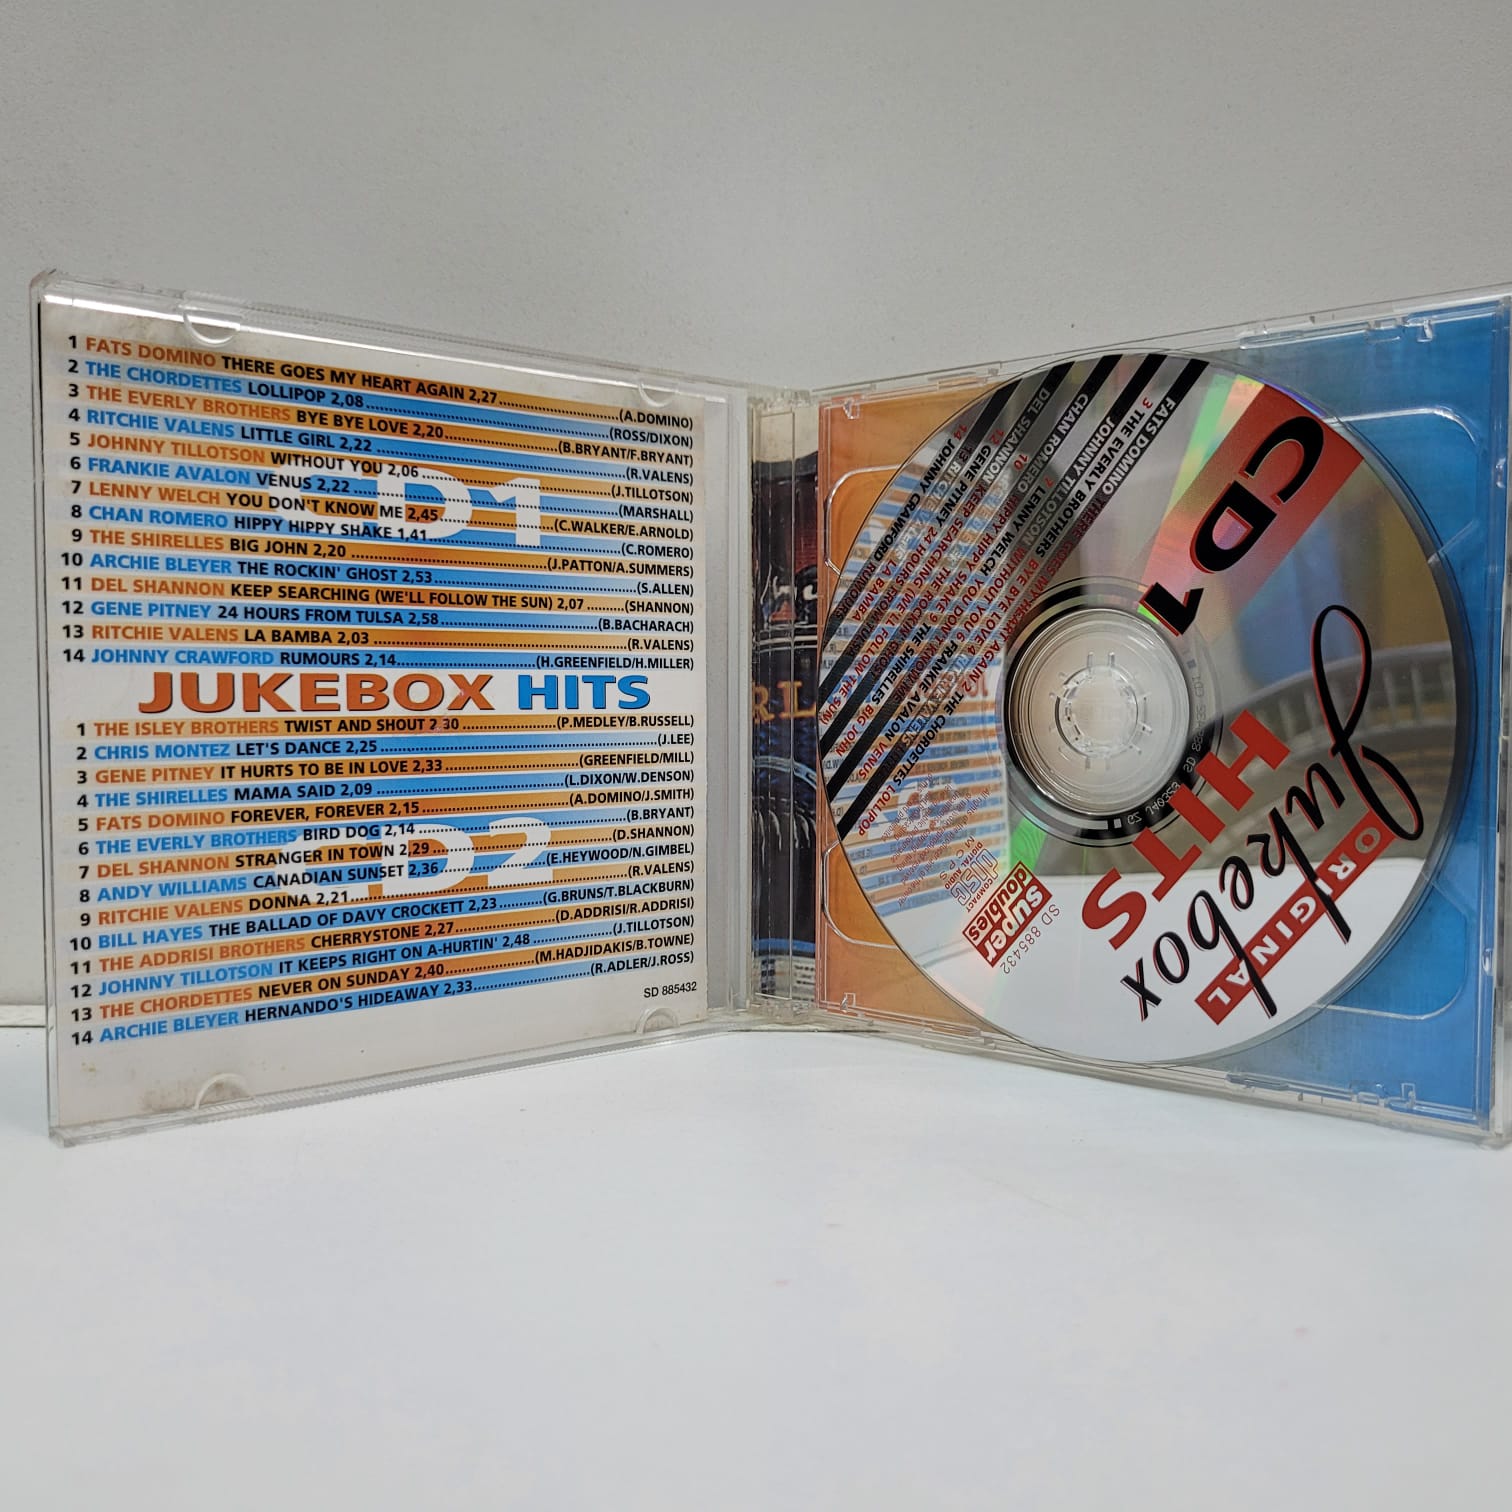 1 FATS DOMINO THERE GOES MY HEART AGAIN 2,27 (A.DOMINO)
2 THE CHORDETTES LOLLIPOP 2,08 (ROSS/DIXON)
3 THE EVERLY BROTHERS BYE BYE LOVE 2,20 (B.BRYANT/F.BRYANT)
4 RITCHIE VALENS LITTLE GIRL 2,22 (R.VALENS)
5 JOHNNY TILLOTSON WITHOUT YOU 2,06 (J.TILLOTSON)
6 FRANKIE AVALON VENUS 2,22 (MARSHALL)
7 LENNY WELCH YOU DON'T KNOW ME 2,45 (C.WALKER/E.ARNOLD)
8 CHAN ROMERO HIPPY HIPPY SHAKE 1,41 (C.ROMERO)
9 THE SHIRELLES BIG JOHN 2,20 (J.PATTON/A.SUMMERS)
10 ARCHIE BLEYER THE ROCKIN' GHOST 2,53 (S.ALLEN)
11 DEL SHANNON KEEP SEARCHING (WE'LL FOLLOW THE SUN) 2,07 (SHANNON)
12 GENE PITNEY 24 HOURS FROM TULSA 2,58 (B.BACHARACH)
13 RITCHIE VALENS LA BAMBA 2,03 (R.VALENS)
14 JOHNNY CRAWFORD RUMOURS 2,14 (H.GREENFIELD/H.MILLER)
CD1
JUKEBOX HITS
1 THE ISLEY BROTHERS TWIST AND SHOUT 2 30 (P.MEDLEY/B.RUSSELL)
2 CHRIS MONTEZ LET'S DANCE 2,25 (J.LEE)
3 GENE PITNEY IT HURTS TO BE IN LOVE 2,33 (GREENFIELD/MILL)
4 THE SHIRELLES MAMA SAID 2,09 (L.DIXON/W.DENSON)
5 FATS DOMINO FOREVER, FOREVER 2,15 (A.DOMINO/J.SMITH)
6 THE EVERLY BROTHERS BIRD DOG 2,14 (B.BRYANT)
7 DEL SHANNON STRANGER IN TOWN 2,29 (D.SHANNON)
8 ANDY WILLIAMS CANADIAN SUNSET 2,36 (E.HEYWOOD/N.GIMBEL)
9 RITCHIE VALENS DONNA 2,21 (R.VALENS)
10 BILL HAYES THE BALLAD OF DAVY CROCKETT 2,23 (G.BRUNS/T.BLACKBURN)
11 THE ADDRISI BROTHERS CHERRYSTONE 2,27 (D.ADDRISI/R.ADDRISI)
12 JOHNNY TILLOTSON IT KEEPS RIGHT ON A-HURTIN' 2,48 (J.TILLOTSON)
13 THE CHORDETTES NEVER ON SUNDAY 2,40 (M.HADJIDAKIS/B.TOWNE)
14 ARCHIE BLEYER HERNANDO'S HIDEAWAY 2,33 (R.ADLER/J.ROSS)
CD2
SD 885432
CD 1
ORIGINAL
Jukebox
HITS
super
doubles
SD 885432
COMPACT
disc
DIGITAL AUDIO